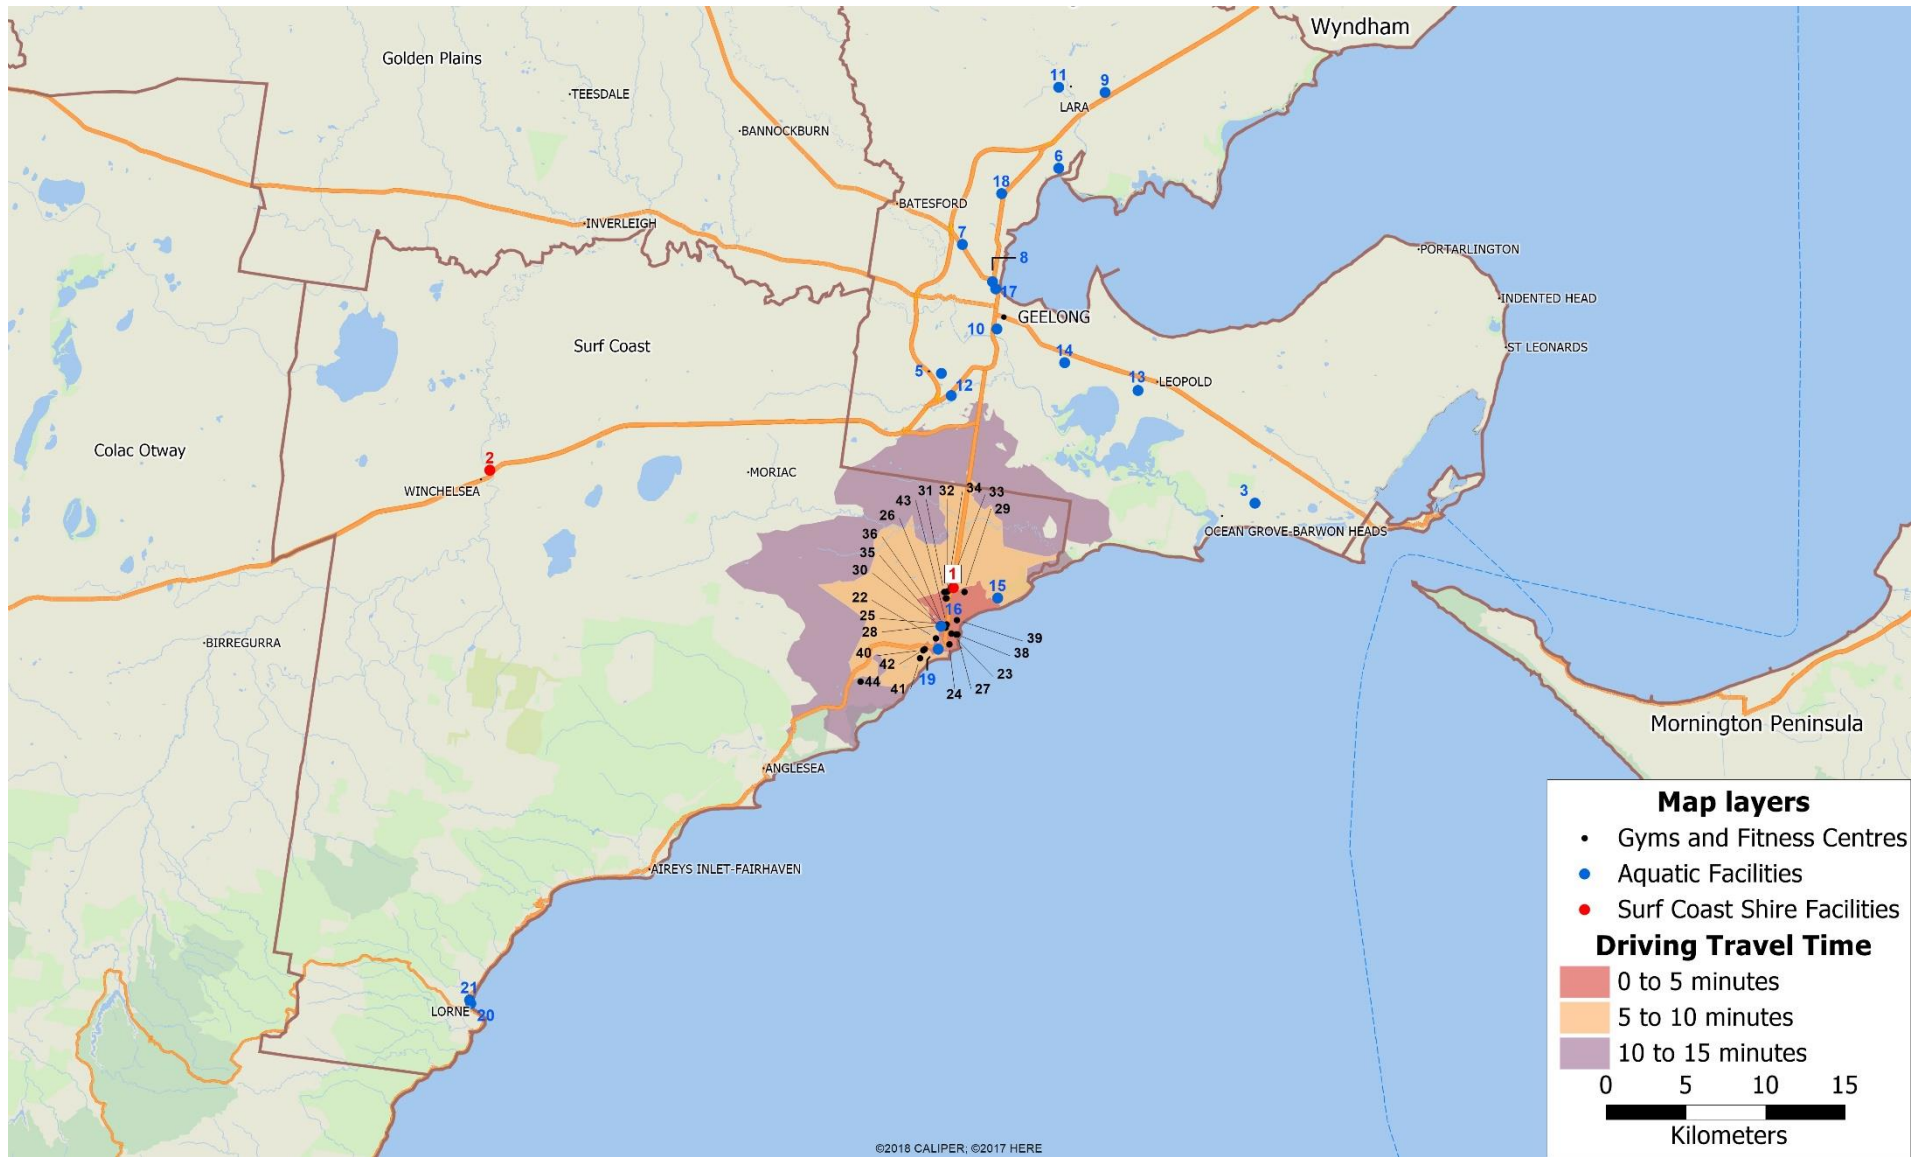 Wyndham
Golden Plains
11
9
TEESDALE
LARA
BANNOCKBURN
6
18
BATESFORD
INVERLEIGH
7
PORTARLINGTON
8
17
INDENTED HEAD
GEELONG
10
Surf Coast
ST LEONARDS
14
5
13
LEOPOLD
12
Colac Otway
2
MORIAC
WINCHELSEA
3
OCEAN GROVE-BARWON HEADS
31
32
34
33
43
29
26
36
35
30
1
15
22
16
25
28
39
BIRREGURRA
40
38
42
23
19
44
41
24
27
Mornington Peninsula
ANGLESEA
AIREYS INLET-FAIRHAVEN
21
LORNE
20
Map layers
Gyms and Fitness Centres
Aquatic Facilities
Surf Coast Shire Facilities
Driving Travel Time
0 to 5 minutes
5 to 10 minutes
10 to 15 minutes
0 5 10 15
Kilometers
©2018 CALIPER; ©2017 HERE